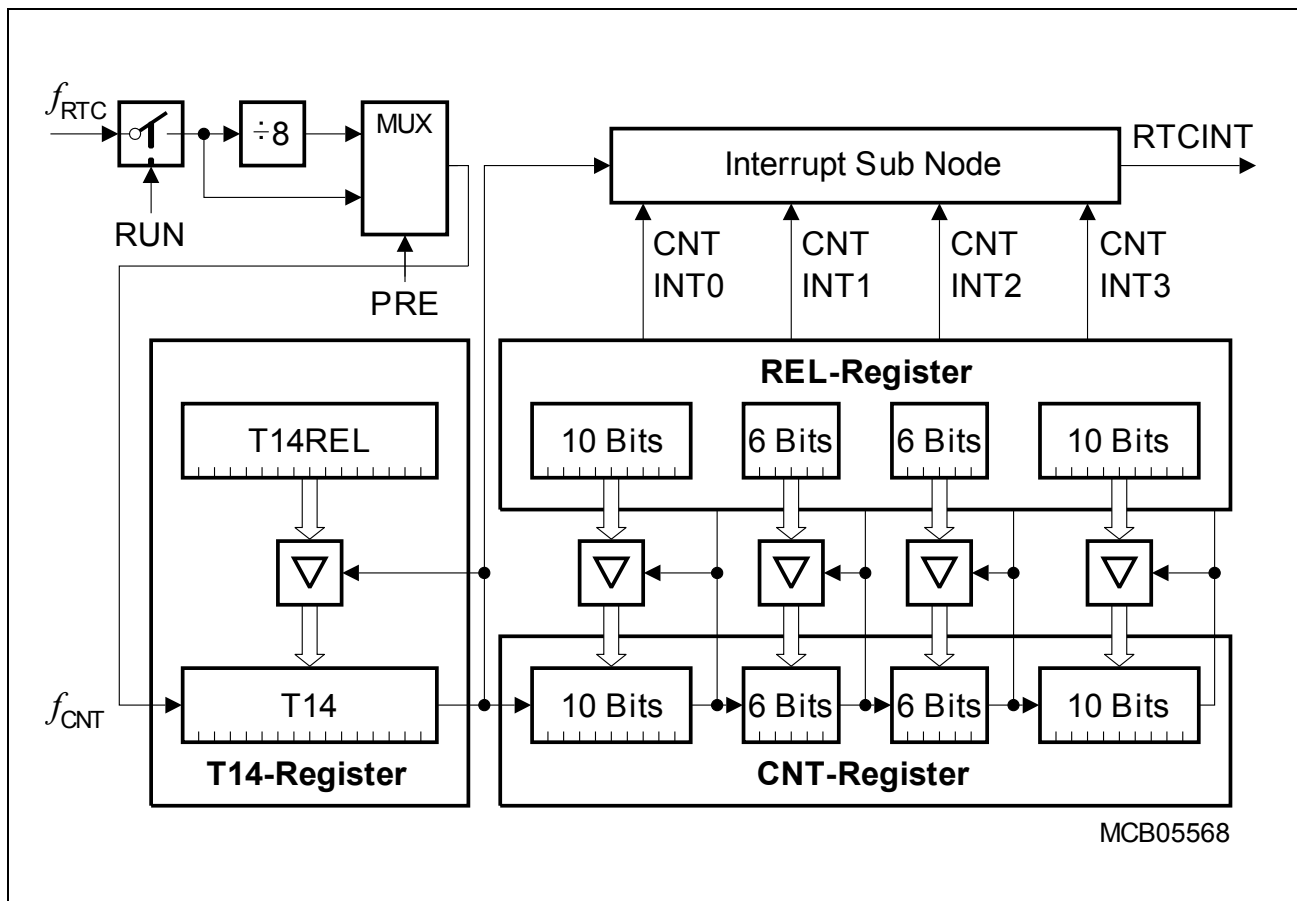 fRTC
÷8
MUX
RUN
PRE
Interrupt Sub Node
RTCINT
CNT INT0
CNT INT1
CNT INT2
CNT INT3
REL-Register
T14REL
10 Bits
6 Bits
6 Bits
10 Bits
fCNT
T14
10 Bits
6 Bits
6 Bits
10 Bits
T14-Register
CNT-Register
MCB05568